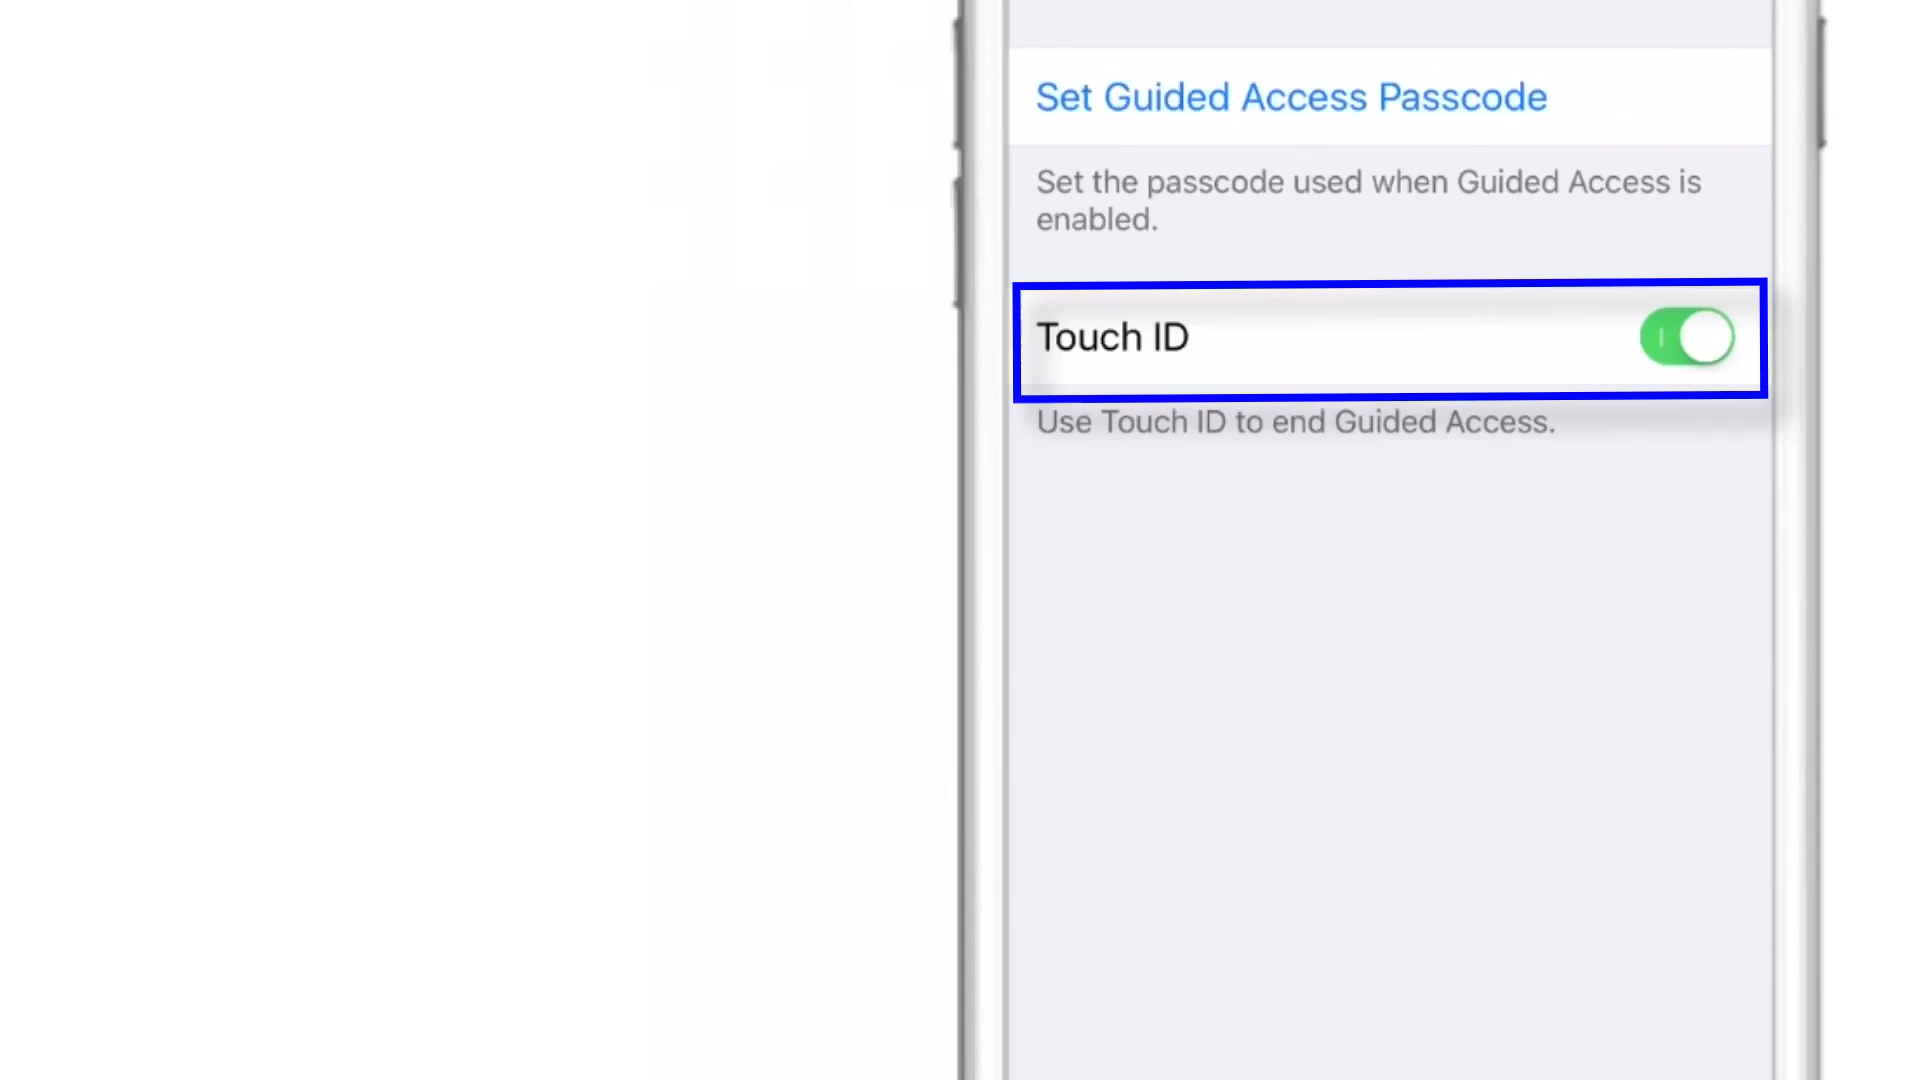 Set Guided Access Passcode
Set the passcode used when Guided Access is
enabled.
Touch ID
Use Touch ID to end Guided Access.